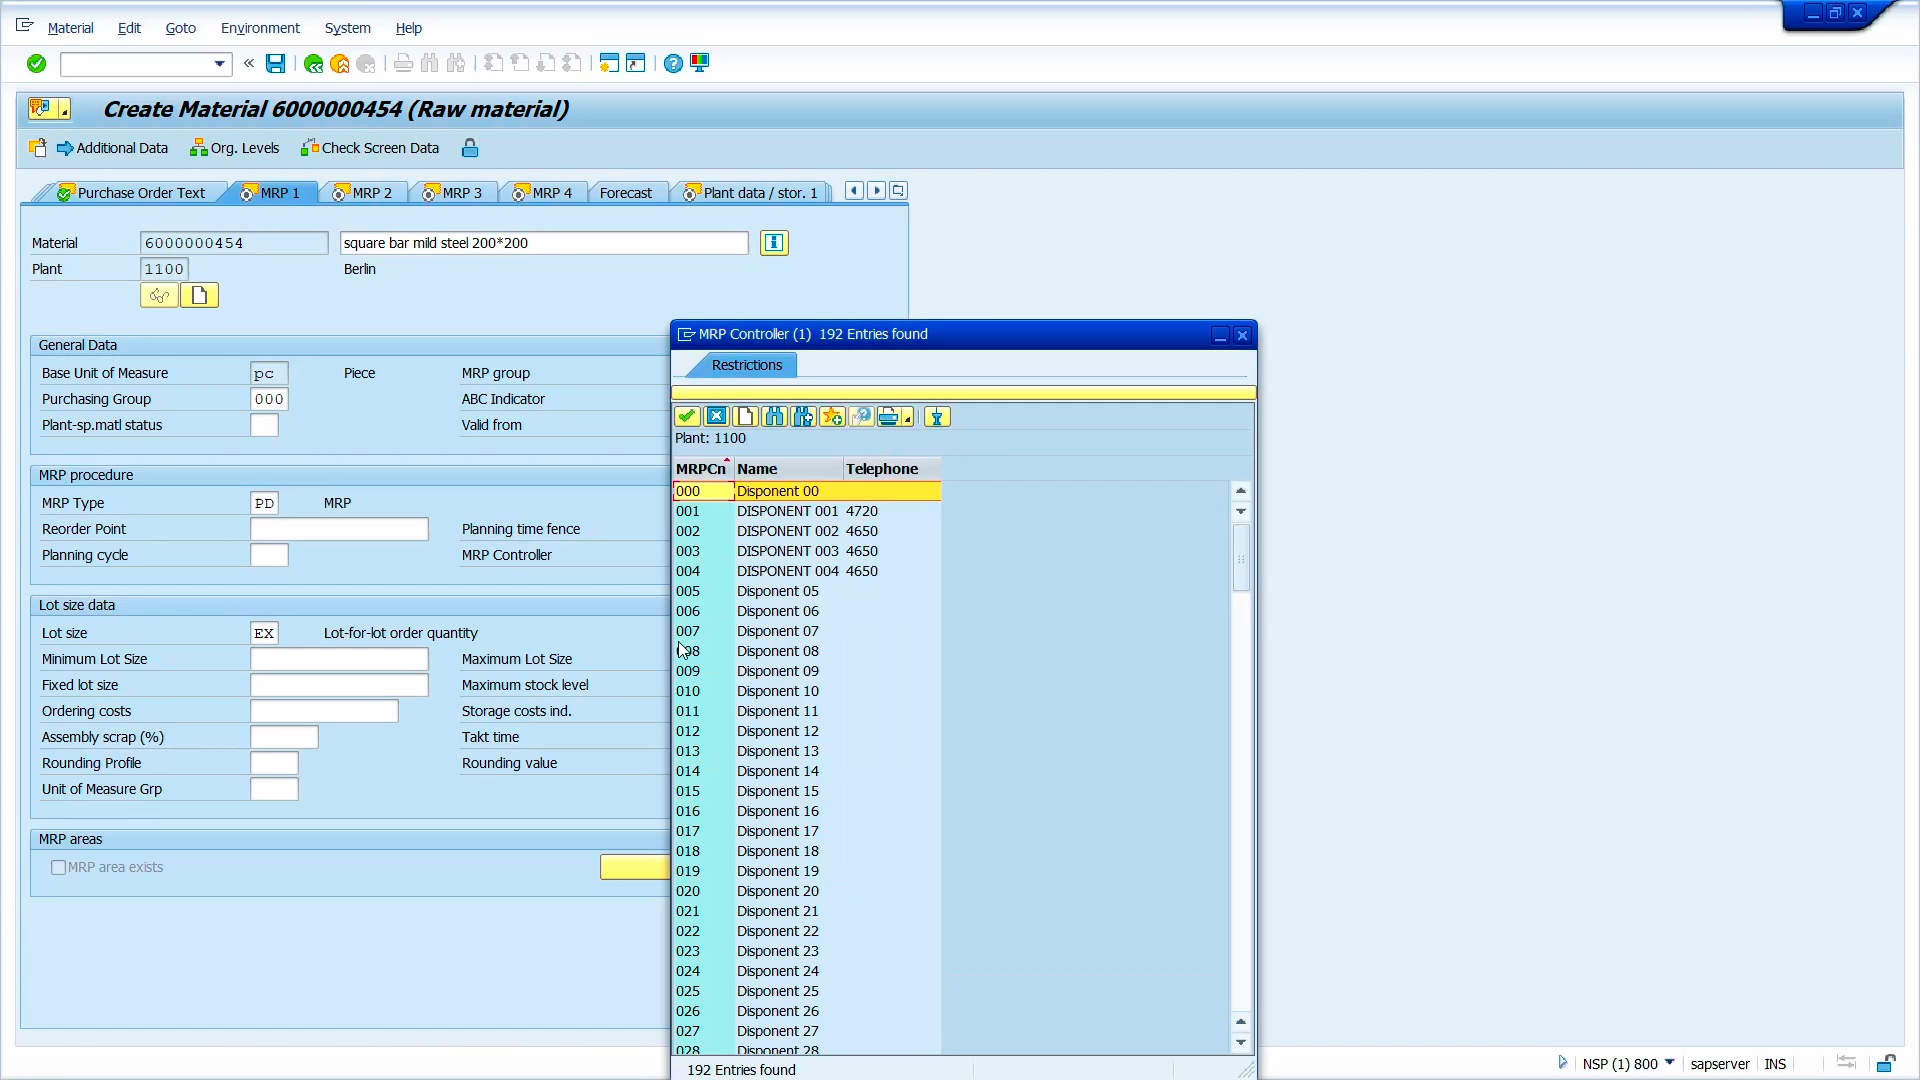 Material Edit Goto Environment System Help
Create Material 6000000454 (Raw material)
Additional Data Org. Levels Check Screen Data
Purchase Order Text MRP 1 MRP 2 MRP 3 MRP 4 Forecast Plant data / stor. 1
Material 6000000454 square bar mild steel 200*200
Plant 1100 Berlin
General Data
Base Unit of Measure pc Piece MRP group
Purchasing Group 000 ABC Indicator
Plant-sp.matl status Valid from
MRP procedure
MRP Type PD MRP
Reorder Point Planning time fence
Planning cycle MRP Controller
Lot size data
Lot size EX Lot-for-lot order quantity
Minimum Lot Size Maximum Lot Size
Fixed lot size Maximum stock level
Ordering costs Storage costs ind.
Assembly scrap (%) Takt time
Rounding Profile Rounding value
Unit of Measure Grp
MRP areas
MRP area exists
MRP Controller (1) 192 Entries found
Restrictions
Plant: 1100
MRPCn Name Telephone
000 Disponent 00
001 DISPONENT 001 4720
002 DISPONENT 002 4650
003 DISPONENT 003 4650
004 DISPONENT 004 4650
005 Disponent 05
006 Disponent 06
007 Disponent 07
008 Disponent 08
009 Disponent 09
010 Disponent 10
011 Disponent 11
012 Disponent 12
013 Disponent 13
014 Disponent 14
015 Disponent 15
016 Disponent 16
017 Disponent 17
018 Disponent 18
019 Disponent 19
020 Disponent 20
021 Disponent 21
022 Disponent 22
023 Disponent 23
024 Disponent 24
025 Disponent 25
026 Disponent 26
027 Disponent 27
028 Disponent 28
192 Entries found
NSP (1) 800 sapserver INS